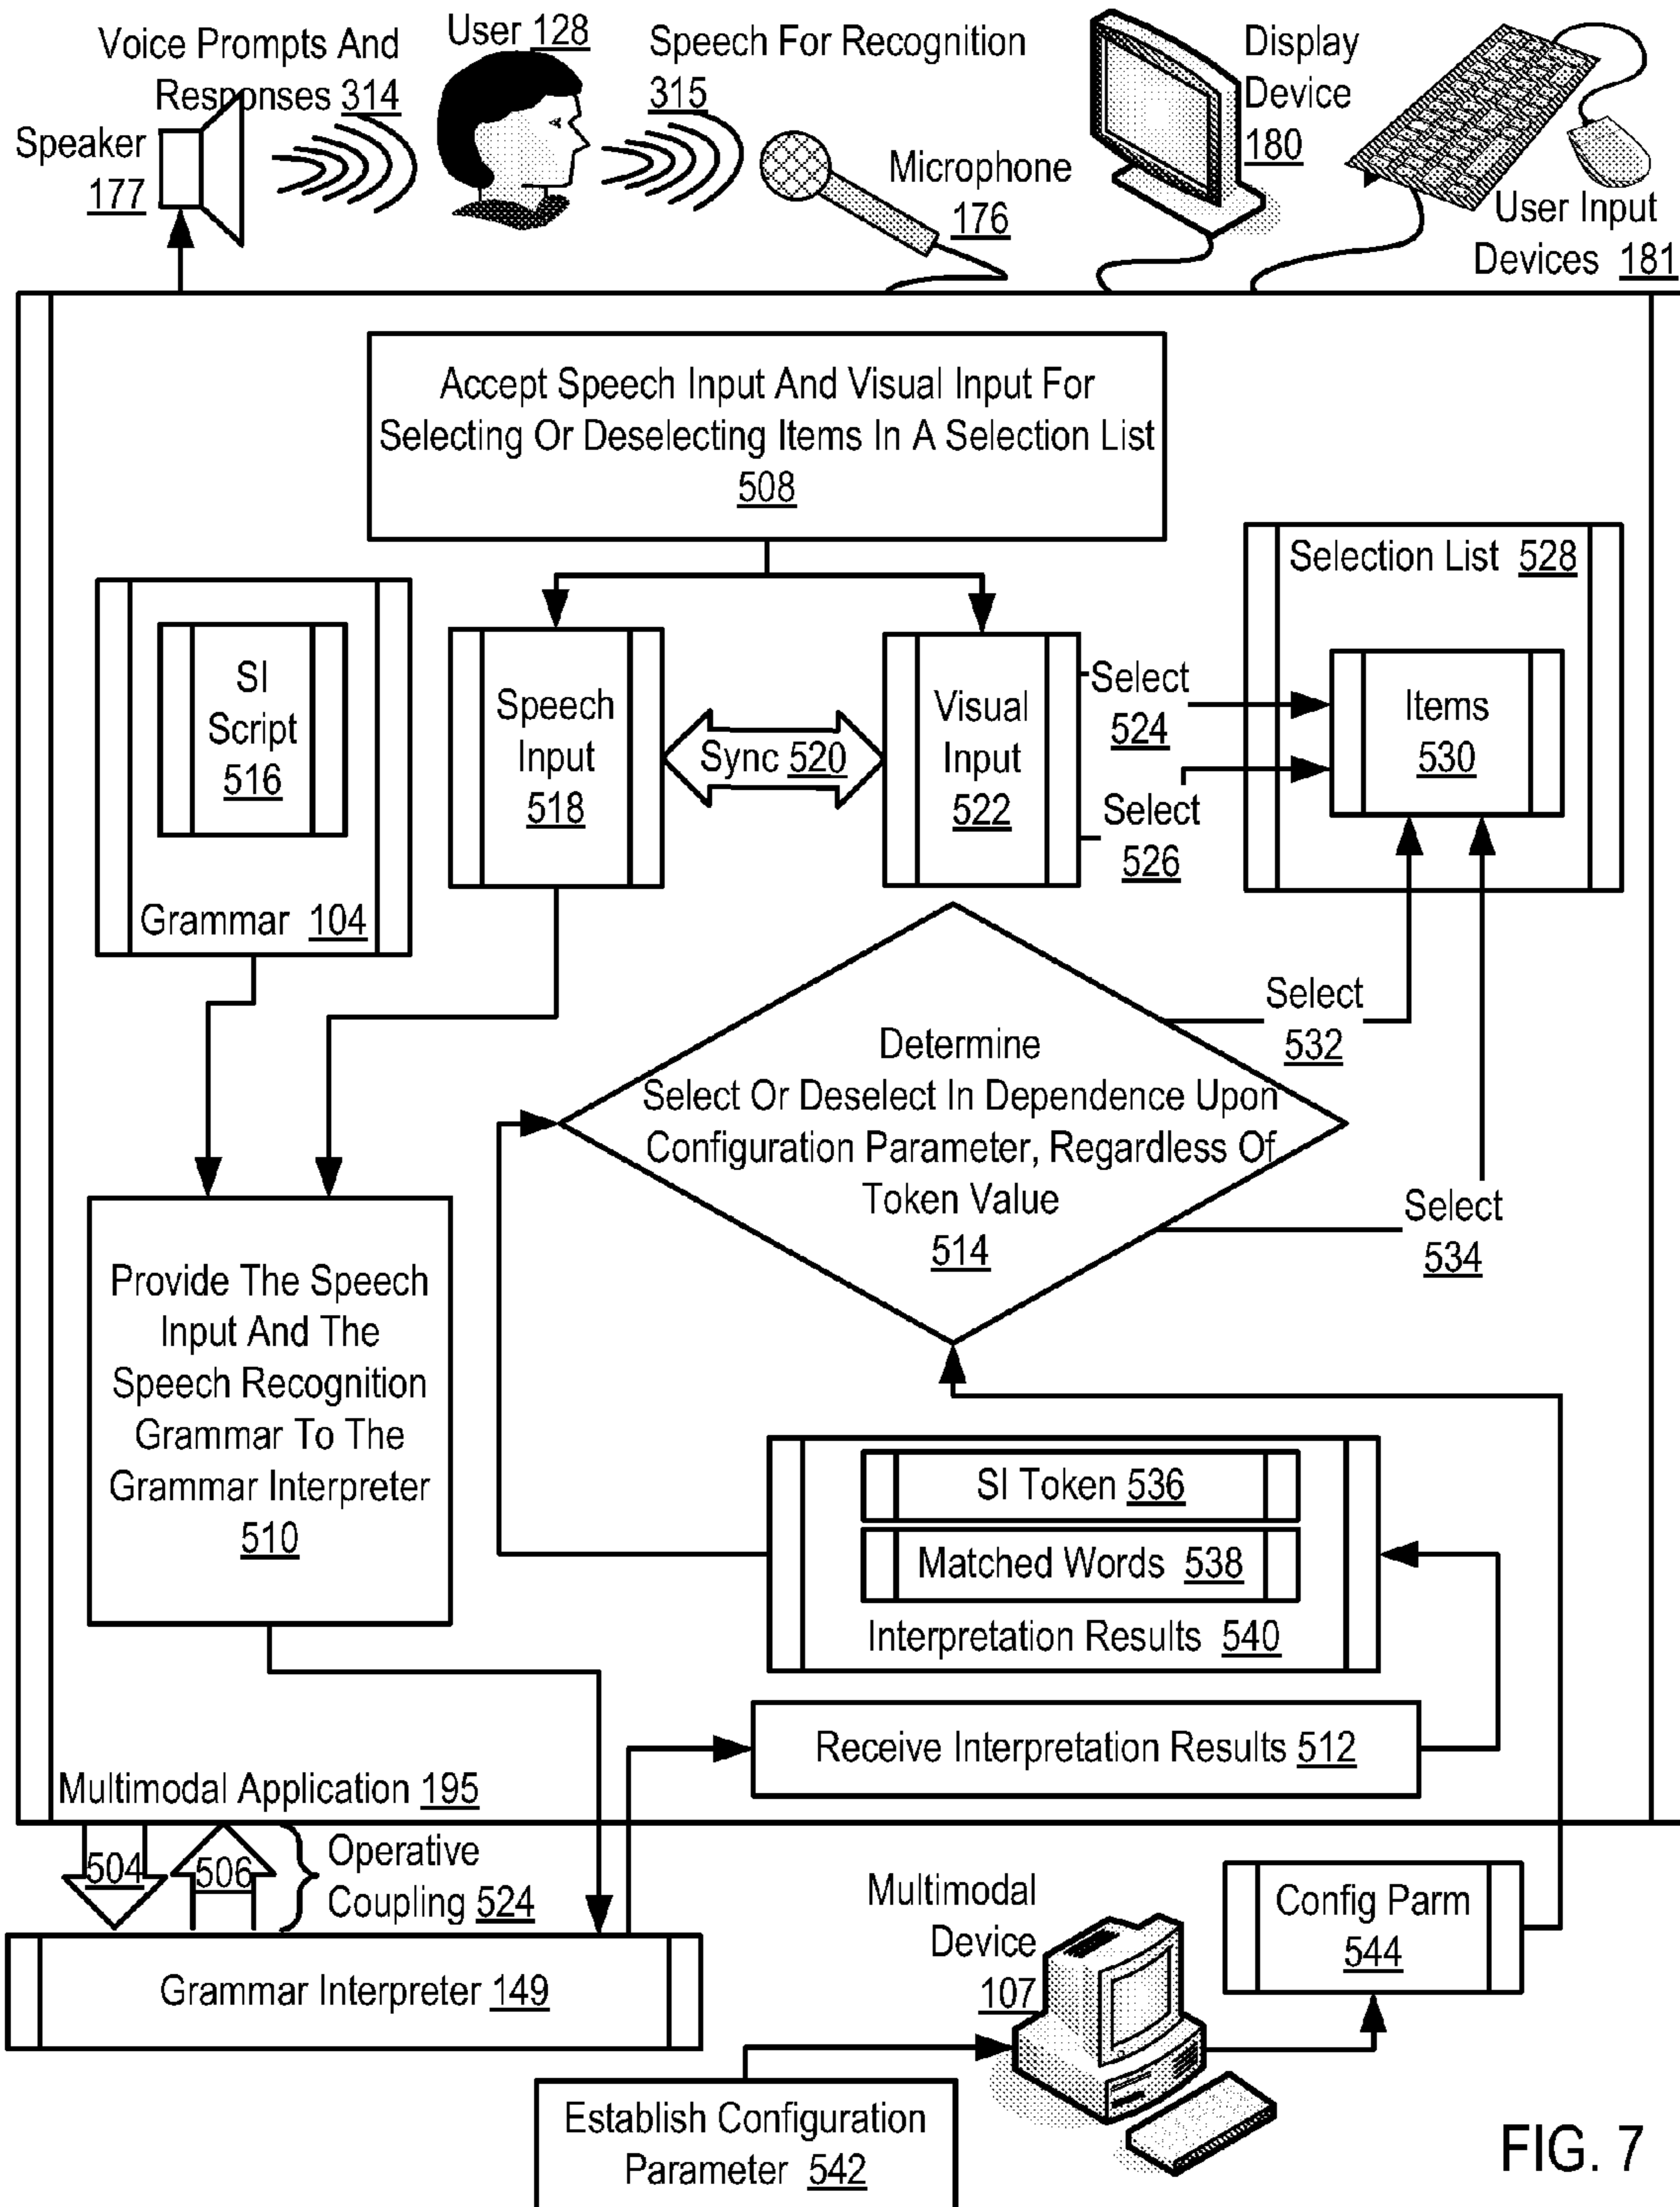 Voice Prompts And
Responses 314
User 128
Speech For Recognition
315
Display
Device
180
Speaker
177
Microphone
176
User Input
Devices 181
Accept Speech Input And Visual Input For
Selecting Or Deselecting Items In A Selection List
508
Selection List 528
SI
Script
516
Grammar 104
Speech
Input
518
Sync 520
Visual
Input
522
Select
524
Select
526
Items
530
Select
532
Determine
Select Or Deselect In Dependence Upon
Configuration Parameter, Regardless Of
Token Value
514
Select
534
Provide The Speech
Input And The
Speech Recognition
Grammar To The
Grammar Interpreter
510
SI Token 536
Matched Words 538
Interpretation Results 540
Receive Interpretation Results 512
Multimodal Application 195
504
506
Operative
Coupling 524
Multimodal
Device
107
Config Parm
544
Grammar Interpreter 149
Establish Configuration
Parameter 542
FIG. 7